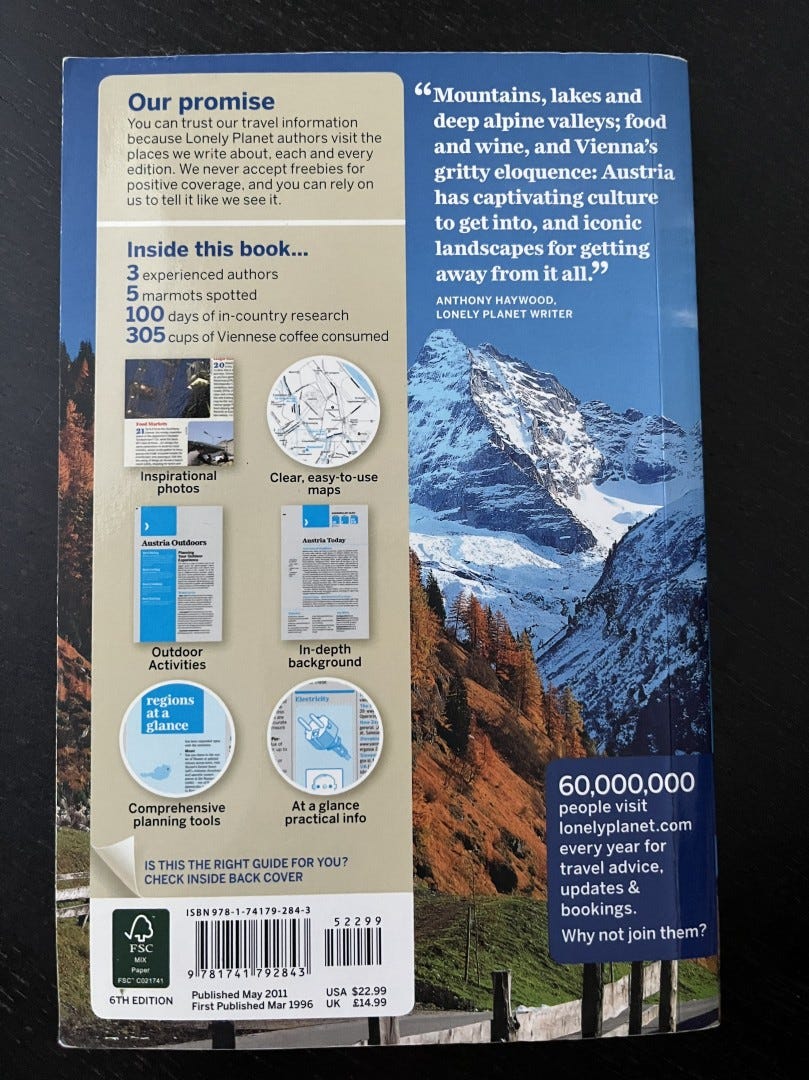 Our promise
You can trust our travel information
because Lonely Planet authors visit the
places we write about, each and every
edition. We never accept freebies for
positive coverage, and you can rely on
us to tell it like we see it.
Inside this book...
3 experienced authors
5 marmots spotted
100 days of in-country research
305 cups of Viennese coffee consumed
20
Food Markets
21
Inspirational
photos
Clear, easy-to-use
maps
Austria Outdoors
Austria Today
Outdoor
Activities
In-depth
background
regions
at a
glance
Electricity
Comprehensive
planning tools
At a glance
practical info
IS THIS THE RIGHT GUIDE FOR YOU?
CHECK INSIDE BACK COVER
FSC
MIX
Paper
FSC® C021741
6TH EDITION
ISBN 978-1-74179-284-3
52299
9 781741 792843
Published May 2011
First Published Mar 1996
USA $22.99
UK £14.99
“Mountains, lakes and
deep alpine valleys; food
and wine, and Vienna’s
gritty eloquence: Austria
has captivating culture
to get into, and iconic
landscapes for getting
away from it all.”
ANTHONY HAYWOOD,
LONELY PLANET WRITER
60,000,000
people visit
lonelyplanet.com
every year for
travel advice,
updates &
bookings.
Why not join them?